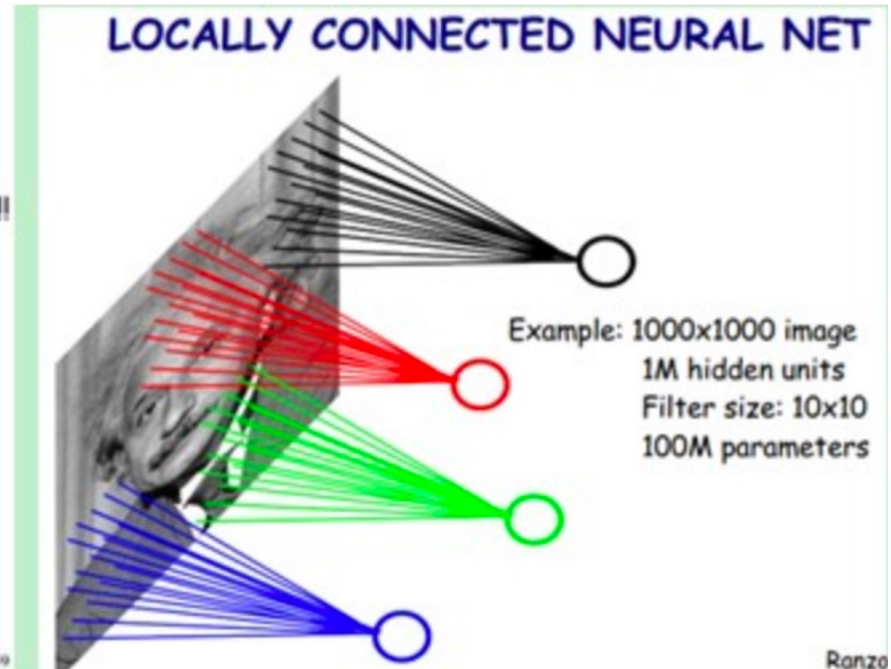 LOCALLY CONNECTED NEURAL NET
!!
Example: 1000x1000 image
1M hidden units
Filter size: 10x10
100M parameters
Ranzo